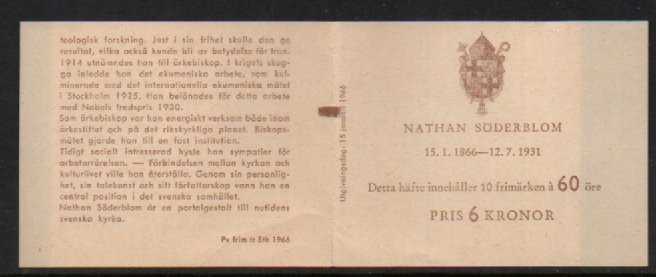 teologisk forskning. Just i sin frihet skulle den ge
resultat, vilka också kunde bli av betydelse för tron.
1914 utnämndes han till ärkebiskop. I krigets skug-
ga inledde han det ekumeniska arbete, som kul-
minerade med det internationella ekumeniska mötet
i Stockholm 1925. Han belönades för detta arbete
med Nobels fredspris 1930.
Som ärkebiskop var han energiskt verksam både inom
ärkestiftet och på det rikskyrkliga planet. Biskops-
mötet gjorde han till en fast institution.
Tidigt socialt intresserad hyste han sympatier för
arbetarrörelsen. — Förbindelsen mellan kyrkan och
kulturlivet ville han återställa. Genom sin personlig-
het, sin talekonst och sitt författarskap vann han en
central position i det svenska samhället.
Nathan Söderblom är en portalgestalt till nutidens
svenska kyrka.
Pv frim tr Sth 1966
Utgivningsdag: 15 januari 1966
NATHAN SÖDERBLOM
15.1.1866—12.7.1931
Detta häfte innehåller 10 frimärken à 60 öre
PRIS 6 KRONOR